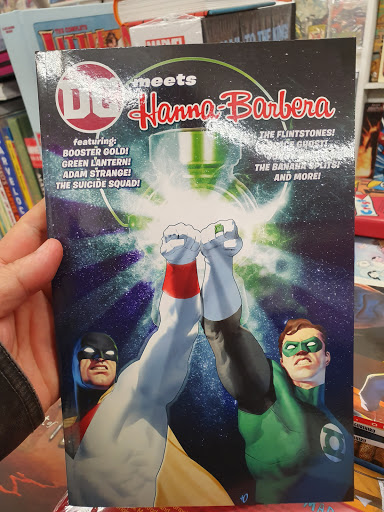 DC
meets
Hanna-Barbera
featuring:
BOOSTER GOLD!
GREEN LANTERN!
ADAM STRANGE!
THE SUICIDE SQUAD!
THE FLINTSTONES!
GHOST!
THE BANANA SPLITS!
AND MORE!